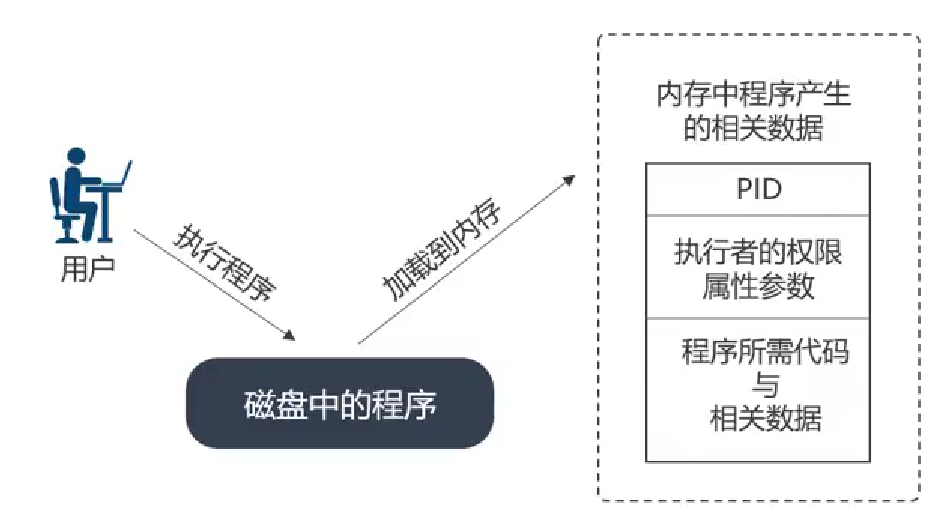 用户
执行程序
磁盘中的程序
加载到内存
内存中程序产生
的相关数据
PID
执行者的权限
属性参数
程序所需代码
与
相关数据